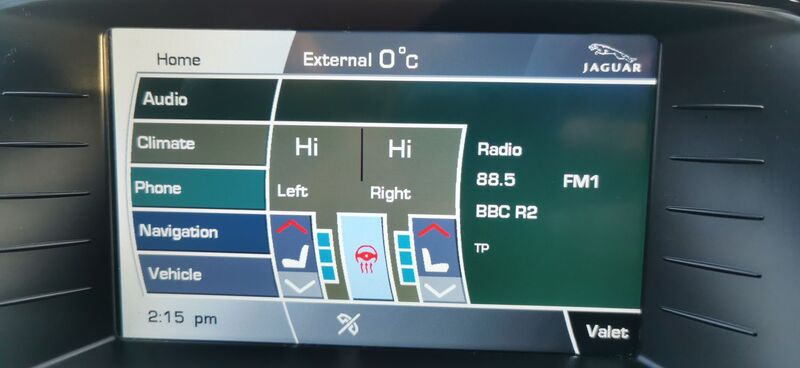 Home
External 0°C
JAGUAR
Audio
Climate
Hi
Hi
Left
Right
Phone
Navigation
Vehicle
Radio
88.5 FM1
BBC R2
TP
2:15 pm
Valet